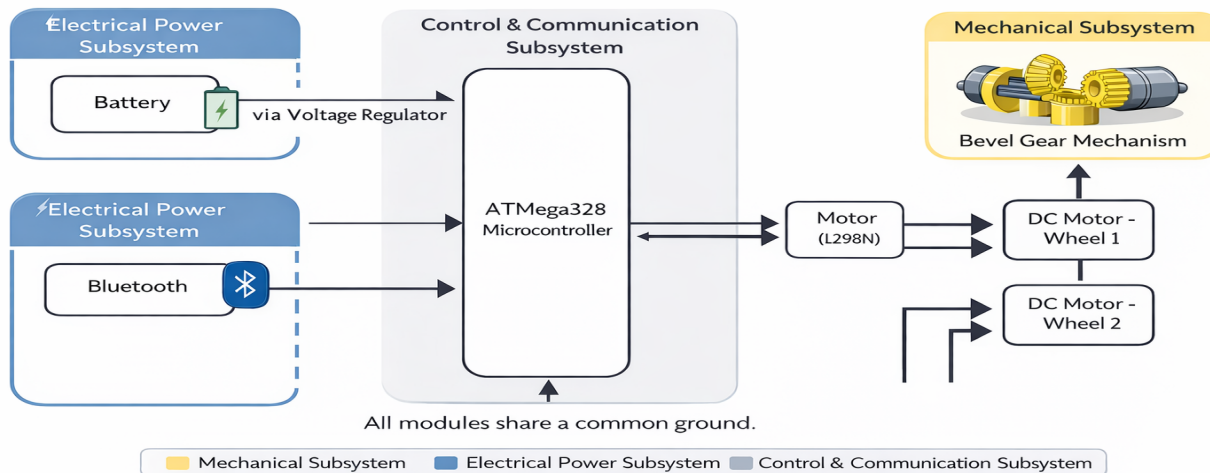 Electrical Power
Subsystem
Battery
via Voltage Regulator
Electrical Power
Subsystem
Bluetooth
Control & Communication
Subsystem
ATMega328
Microcontroller
Motor
(L298N)
Mechanical Subsystem
Bevel Gear Mechanism
DC Motor -
Wheel 1
DC Motor -
Wheel 2
All modules share a common ground.
Mechanical Subsystem Electrical Power Subsystem Control & Communication Subsystem